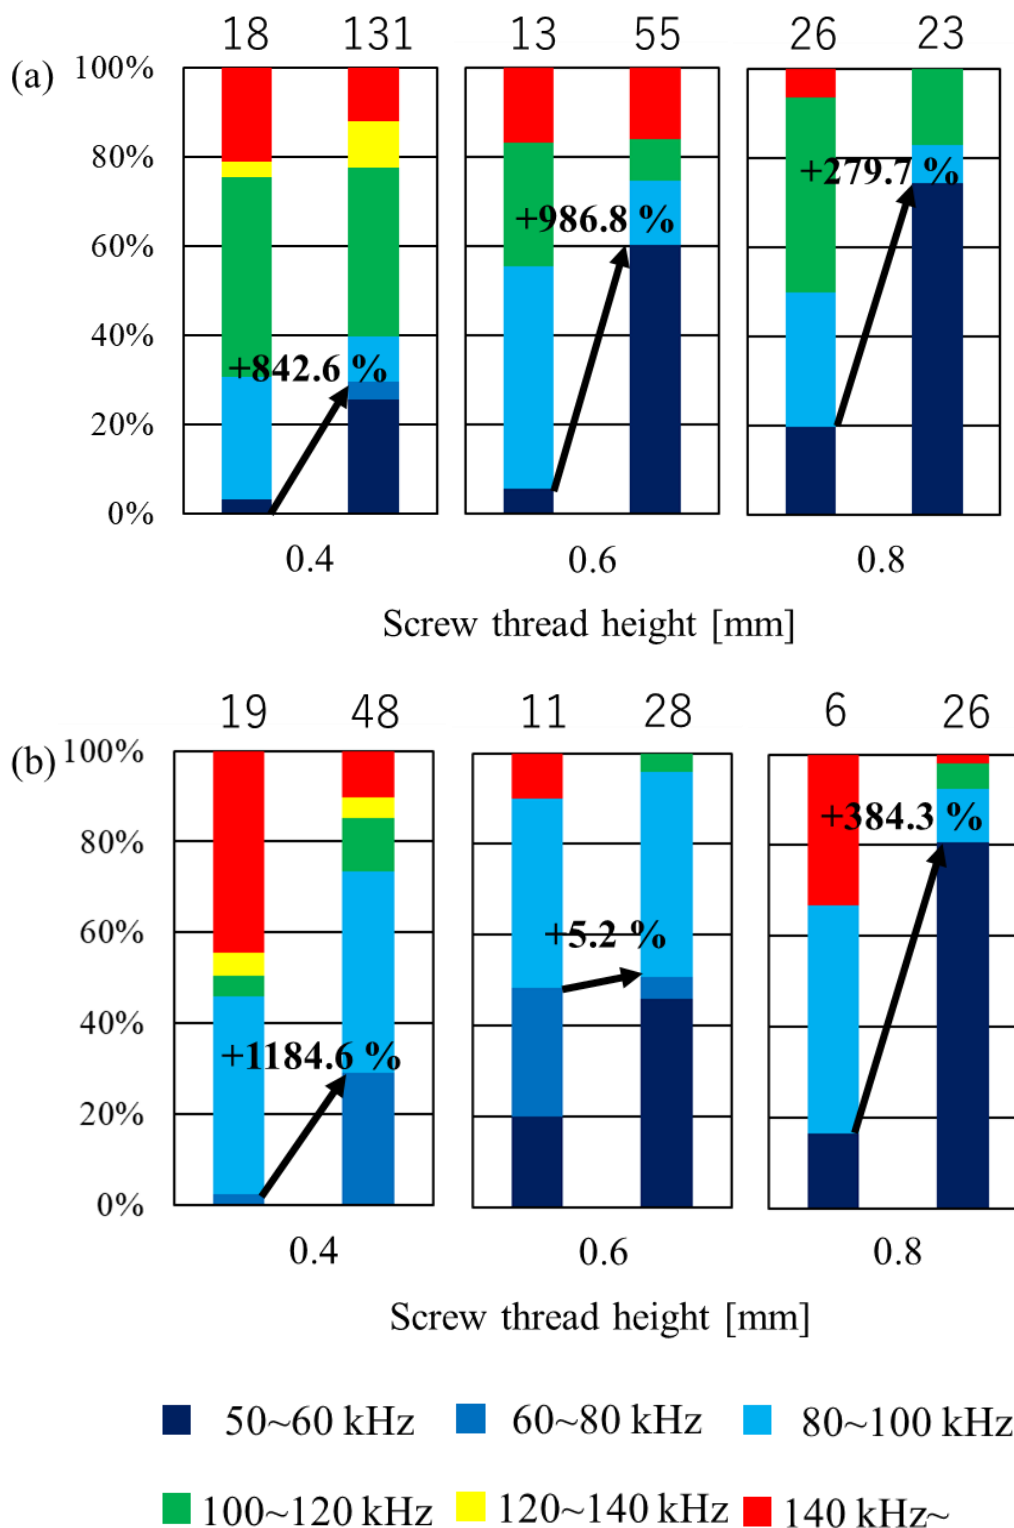 18 131 13 55 26 23
(a) 100%
80%
+279.7 %
+986.8 %
60%
40%
+842.6 %
20%
0%
0.4 0.6 0.8
Screw thread height [mm]
19 48 11 28 6 26
(b) 100%
+384.3 %
80%
60%
+5.2 %
40%
+1184.6 %
20%
0%
0.4 0.6 0.8
Screw thread height [mm]
50~60 kHz 60~80 kHz 80~100 kHz
100~120 kHz 120~140 kHz 140 kHz~